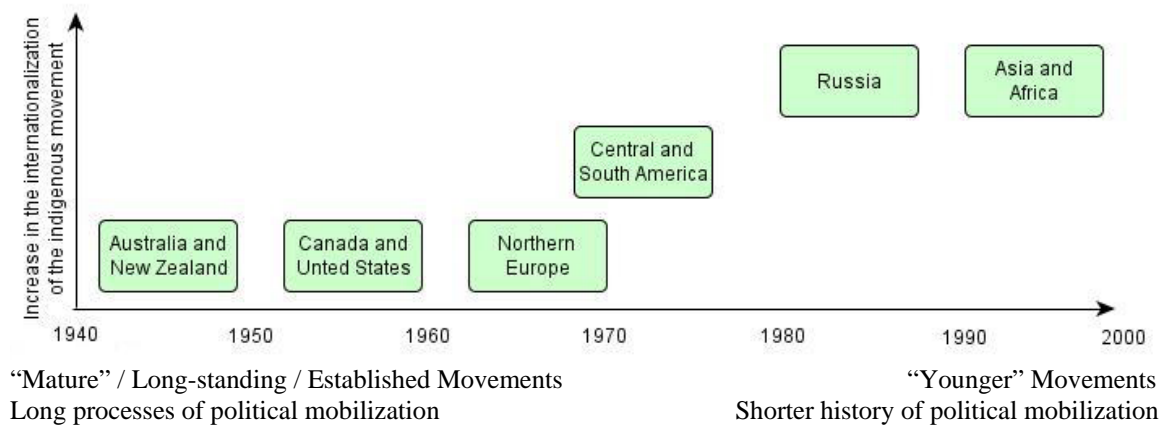 Increase in the internationalization
of the indigenous movement
Russia
Asia and
Africa
Central and
South America
Australia and
New Zealand
Canada and
Unted States
Northern
Europe
1940 1950 1960 1970 1980 1990 2000
“Mature” / Long-standing / Established Movements “Younger” Movements
Long processes of political mobilization Shorter history of political mobilization